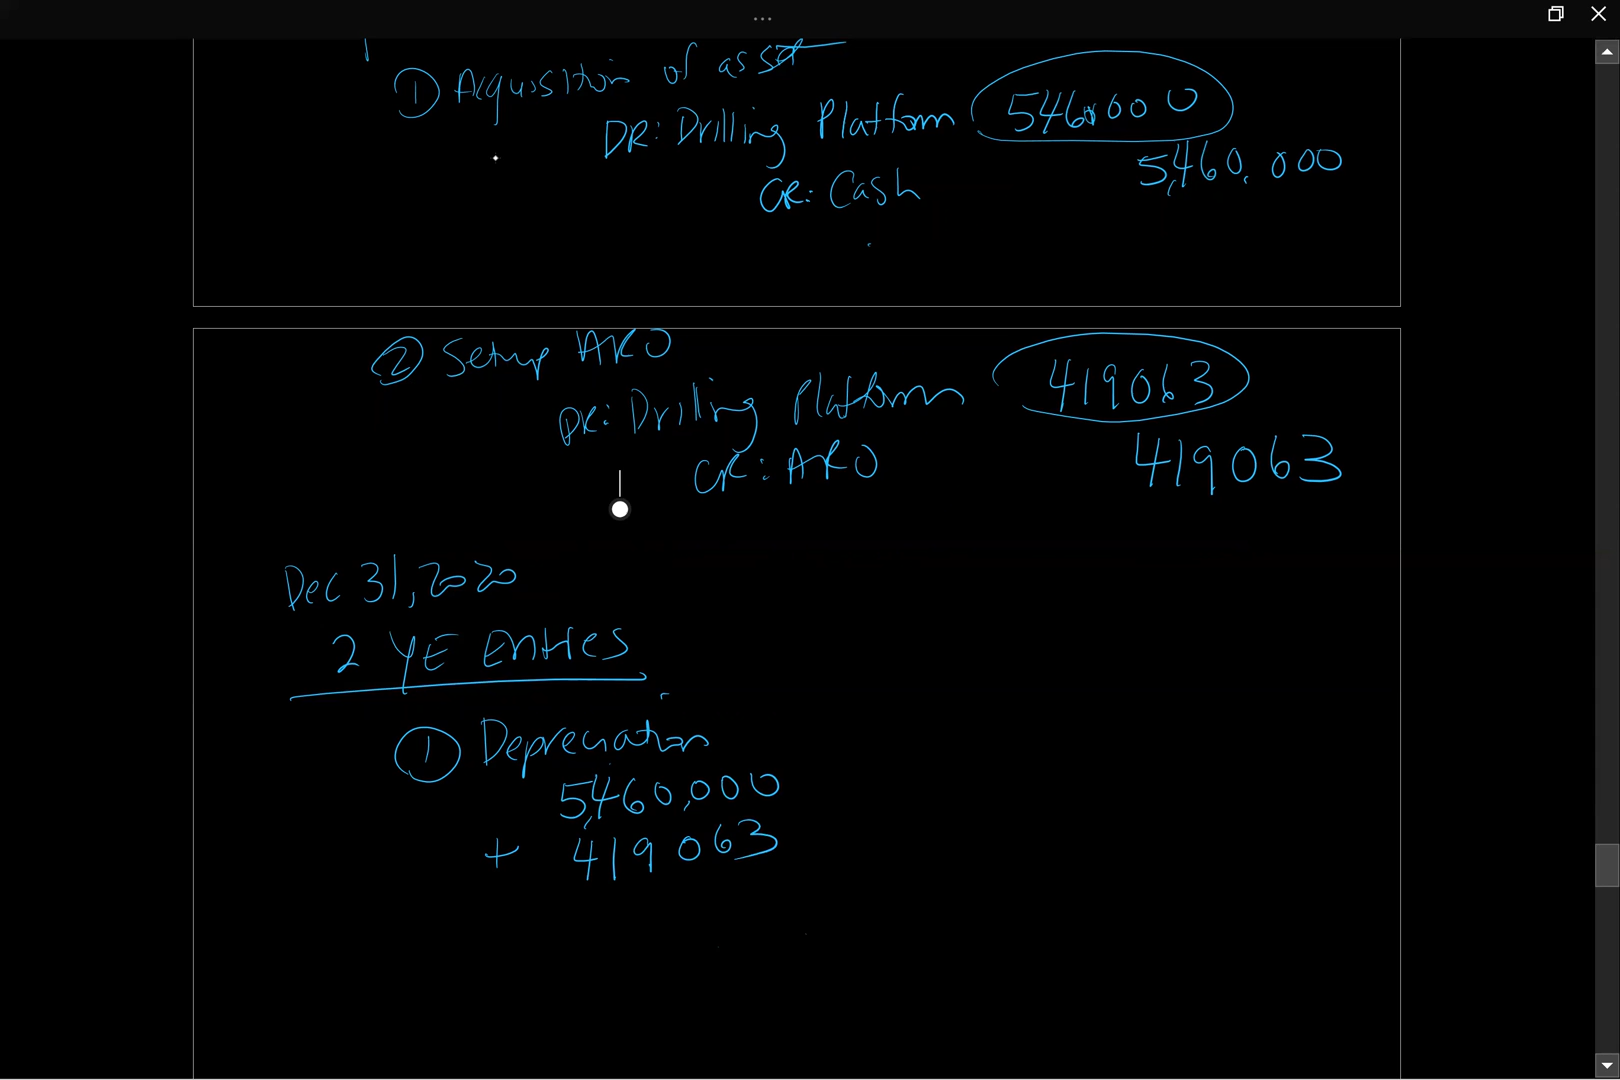 ① Acquisition of asset
DR: Drilling Platform 5460000
CR: Cash 5,460,000
② Setup ARO
DR: Drilling Platform 419063
CR: ARO 419063
Dec 31, 2020
2 YE Entries
① Depreciation
5,460,000
+ 419063